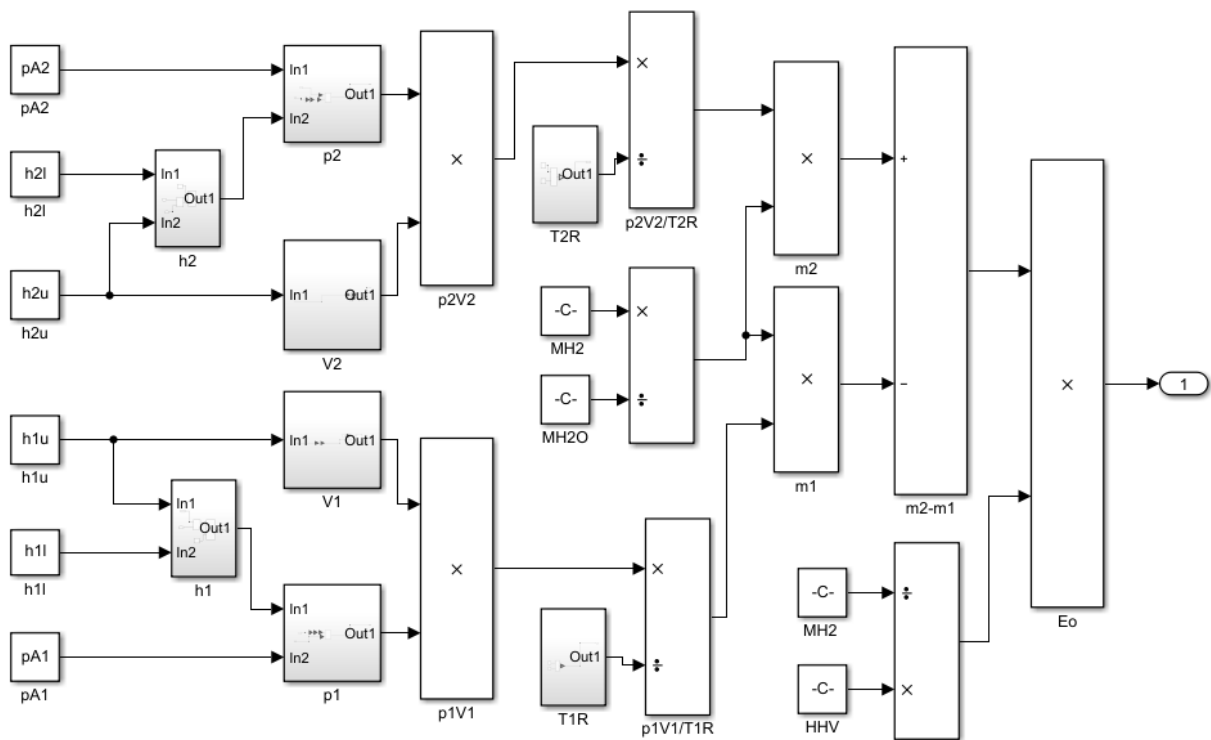 pA2
pA2
h2l
h2l
h2u
h2u
In1
In2
Out1
h2
In1
In2
Out1
p2
In1
Out1
V2
×
p2V2
Out1
T2R
×
÷
p2V2/T2R
-C-
MH2
-C-
MH2O
×
÷
×
m2
×
m1
+
−
m2-m1
h1u
h1u
h1l
h1l
pA1
pA1
In1
In2
Out1
h1
In1
Out1
V1
In1
In2
Out1
p1
×
p1V1
Out1
T1R
×
÷
p1V1/T1R
-C-
MH2
-C-
HHV
÷
×
×
Eo
1